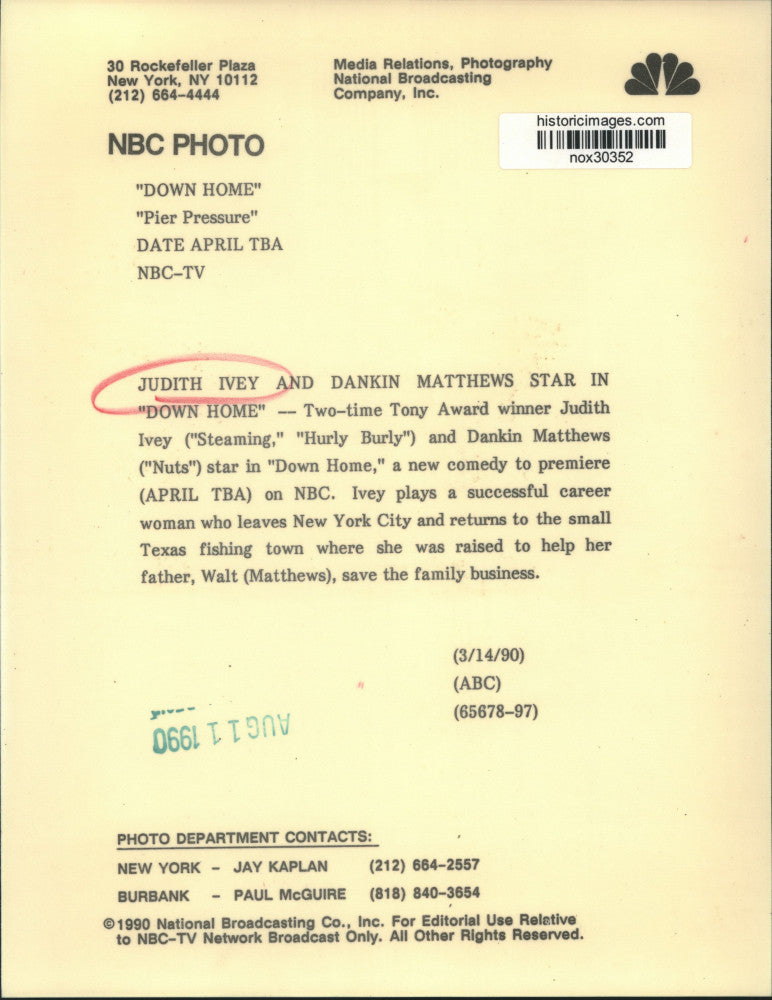 30 Rockefeller Plaza
New York, NY 10112
(212) 664-4444
Media Relations, Photography
National Broadcasting
Company, Inc.
historicimages.com
nox30352
NBC PHOTO
"DOWN HOME"
"Pier Pressure"
DATE APRIL TBA
NBC-TV
JUDITH IVEY AND DANKIN MATTHEWS STAR IN
"DOWN HOME" -- Two-time Tony Award winner Judith
Ivey ("Steaming," "Hurly Burly") and Dankin Matthews
("Nuts") star in "Down Home," a new comedy to premiere
(APRIL TBA) on NBC. Ivey plays a successful career
woman who leaves New York City and returns to the small
Texas fishing town where she was raised to help her
father, Walt (Matthews), save the family business.
(3/14/90)
(ABC)
(65678-97)
AUG 11 1990
PHOTO DEPARTMENT CONTACTS:
NEW YORK - JAY KAPLAN (212) 664-2557
BURBANK - PAUL McGUIRE (818) 840-3654
©1990 National Broadcasting Co., Inc. For Editorial Use Relative
to NBC-TV Network Broadcast Only. All Other Rights Reserved.